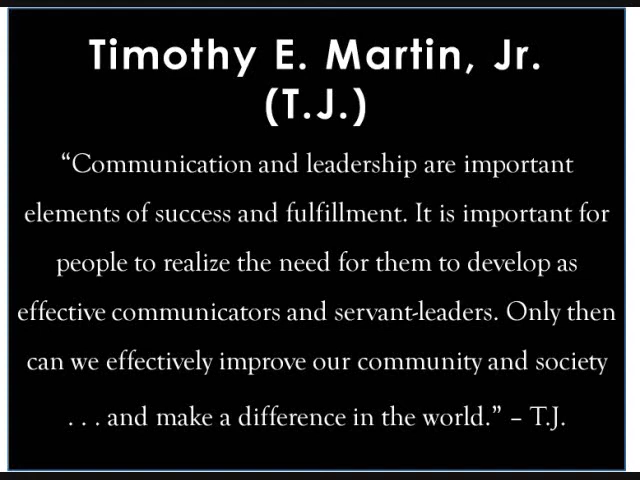 Timothy E. Martin, Jr.
(T.J.)
“Communication and leadership are important
elements of success and fulfillment. It is important for
people to realize the need for them to develop as
effective communicators and servant-leaders. Only then
can we effectively improve our community and society
. . . and make a difference in the world.” – T.J.